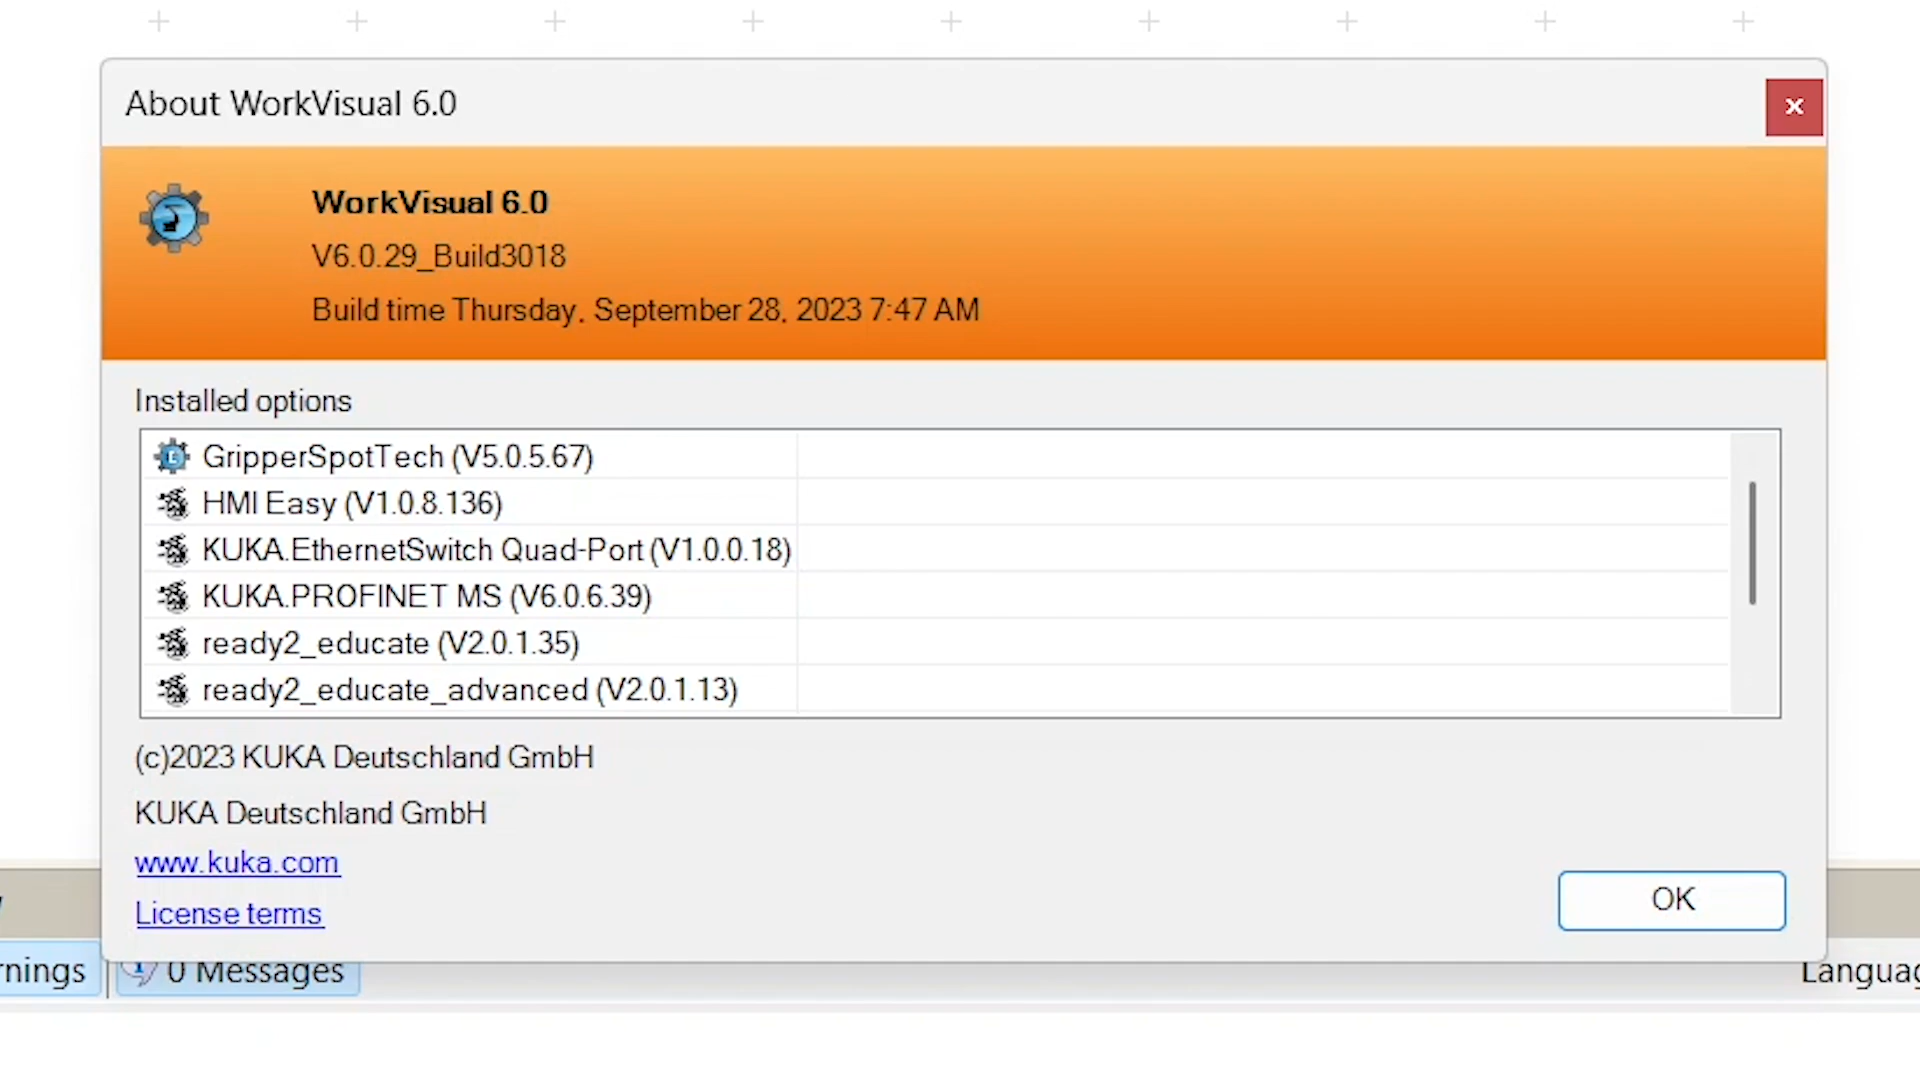 About WorkVisual 6.0
WorkVisual 6.0
V6.0.29_Build3018
Build time Thursday, September 28, 2023 7:47 AM
Installed options
GripperSpotTech (V5.0.5.67)
HMI Easy (V1.0.8.136)
KUKA.EthernetSwitch Quad-Port (V1.0.0.18)
KUKA.PROFINET MS (V6.0.6.39)
ready2_educate (V2.0.1.35)
ready2_educate_advanced (V2.0.1.13)
(c)2023 KUKA Deutschland GmbH
KUKA Deutschland GmbH
www.kuka.com
License terms
OK
rnings
0 Messages
Languag